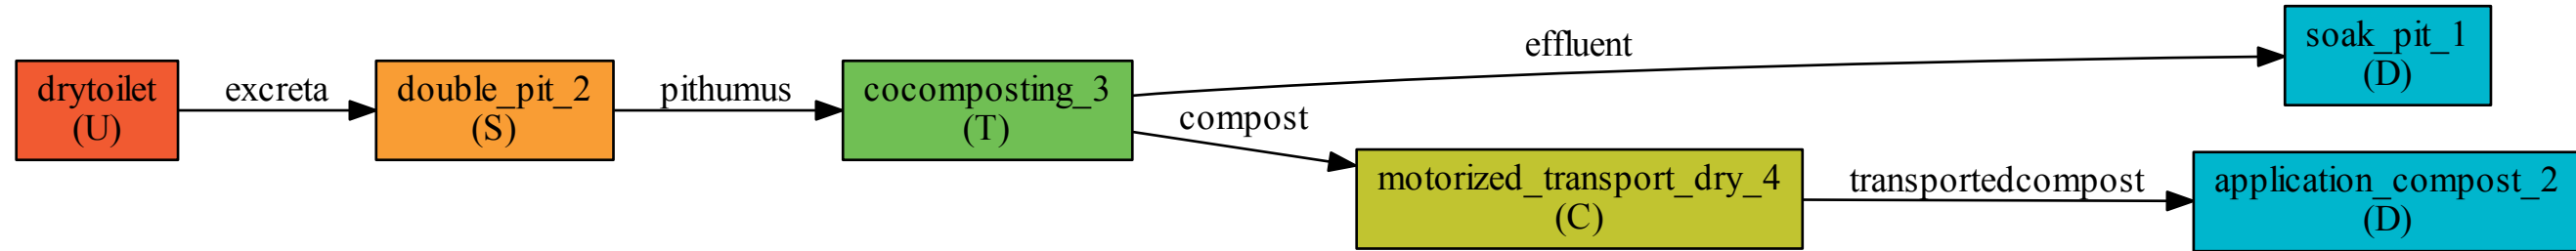 drytoilet
(U)
excreta
double_pit_2
(S)
pithumus
cocomposting_3
(T)
effluent
soak_pit_1
(D)
compost
motorized_transport_dry_4
(C)
transportedcompost
application_compost_2
(D)